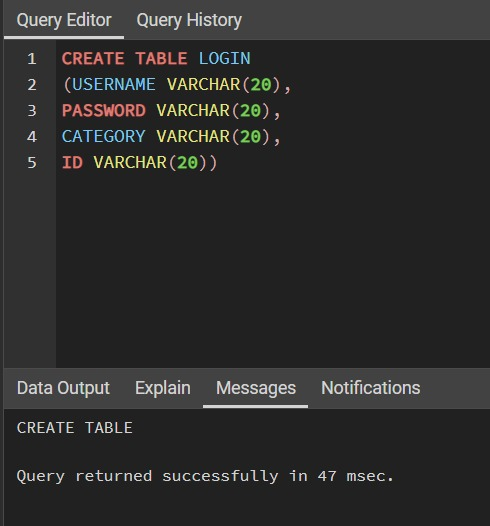 Query Editor Query History
1 CREATE TABLE LOGIN
2 (USERNAME VARCHAR(20),
3 PASSWORD VARCHAR(20),
4 CATEGORY VARCHAR(20),
5 ID VARCHAR(20))
Data Output Explain Messages Notifications
CREATE TABLE
Query returned successfully in 47 msec.